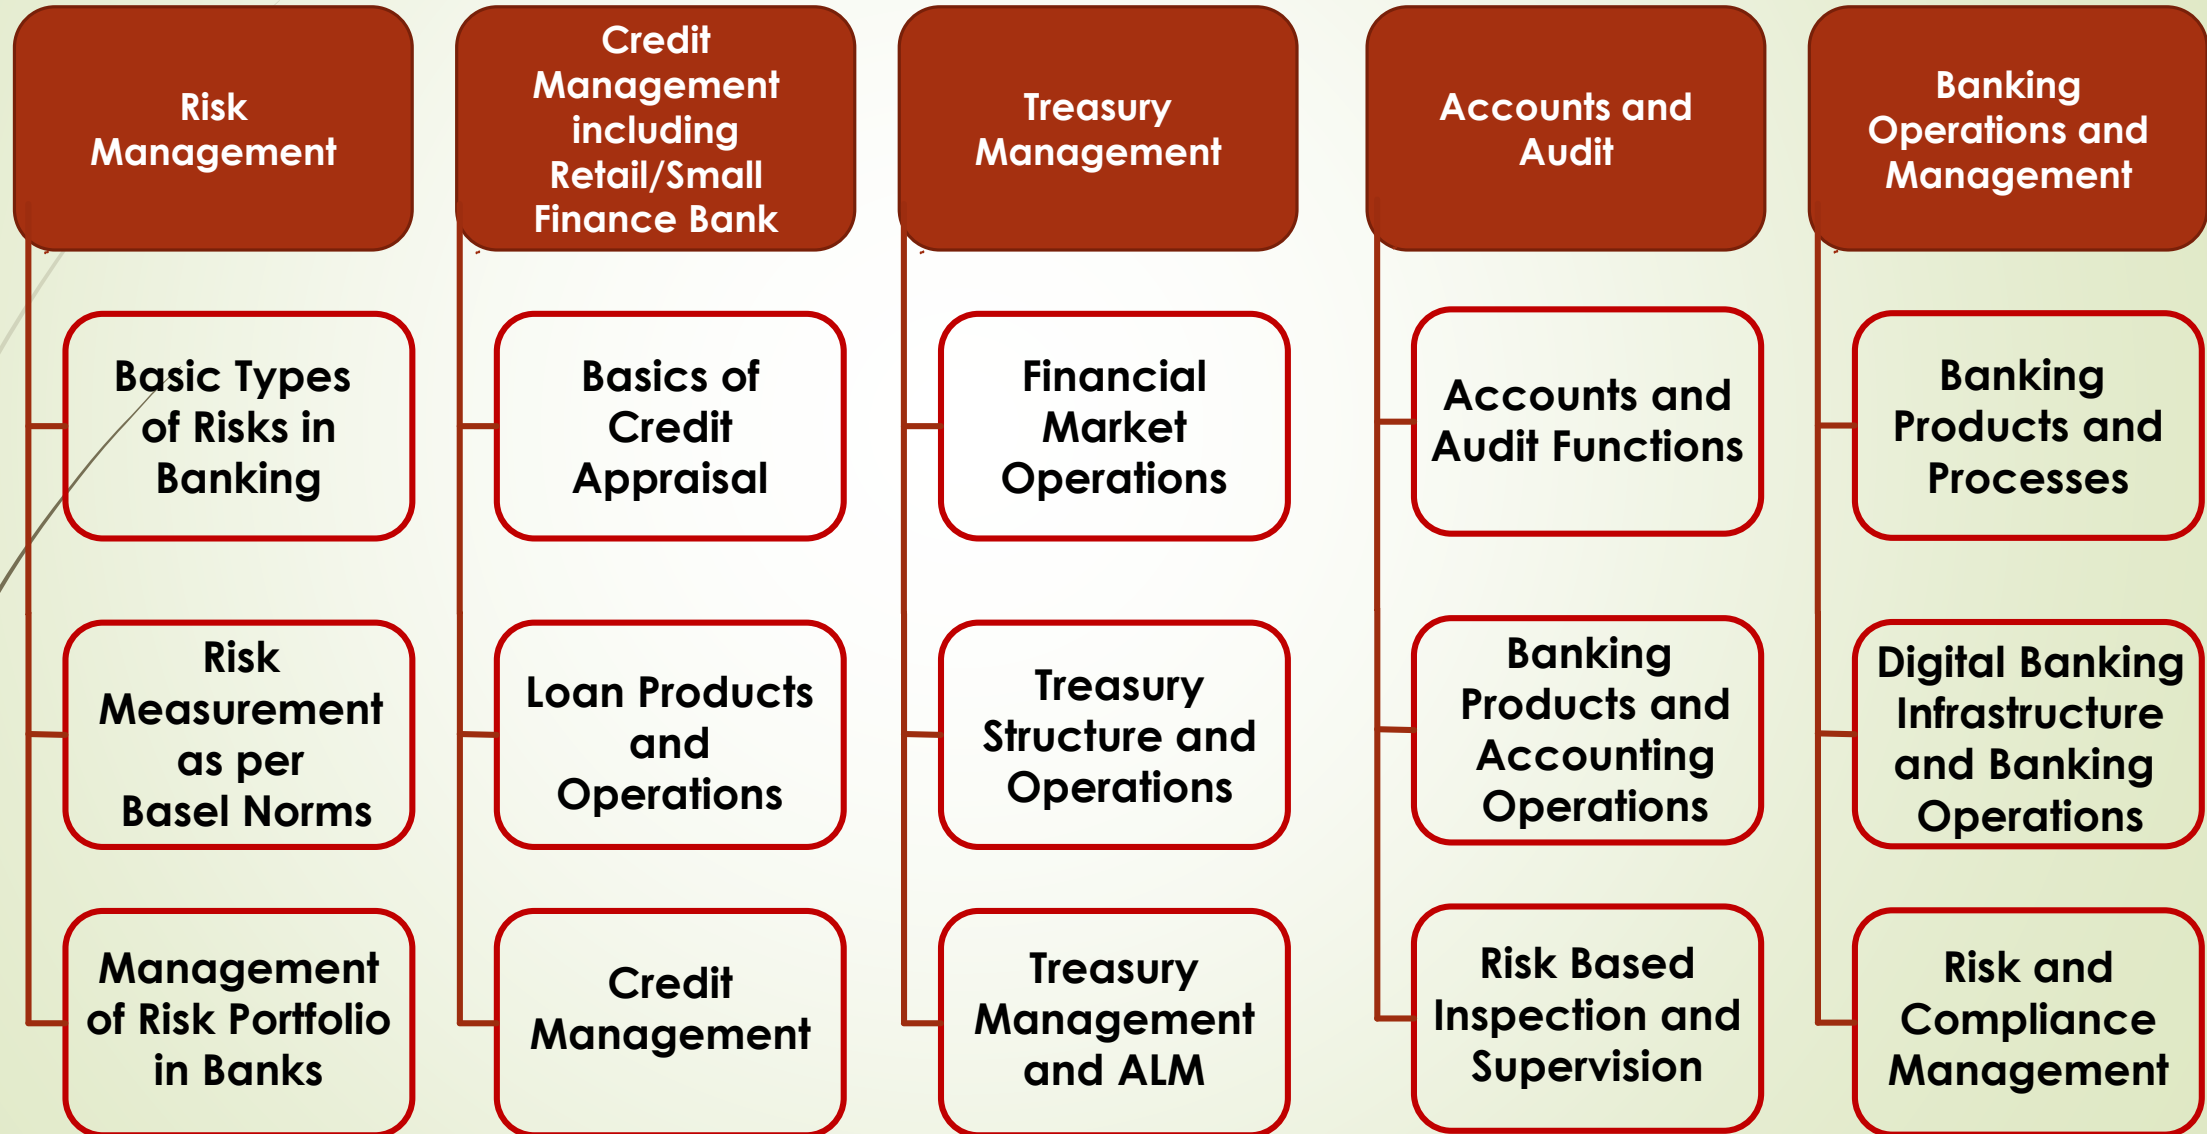 Risk
Management
Credit
Management
including
Retail/Small
Finance Bank
Treasury
Management
Accounts and
Audit
Banking
Operations and
Management
Basic Types
of Risks in
Banking
Basics of
Credit
Appraisal
Financial
Market
Operations
Accounts and
Audit Functions
Banking
Products and
Processes
Risk
Measurement
as per
Basel Norms
Loan Products
and
Operations
Treasury
Structure and
Operations
Banking
Products and
Accounting
Operations
Digital Banking
Infrastructure
and Banking
Operations
Management
of Risk Portfolio
in Banks
Credit
Management
Treasury
Management
and ALM
Risk Based
Inspection and
Supervision
Risk and
Compliance
Management